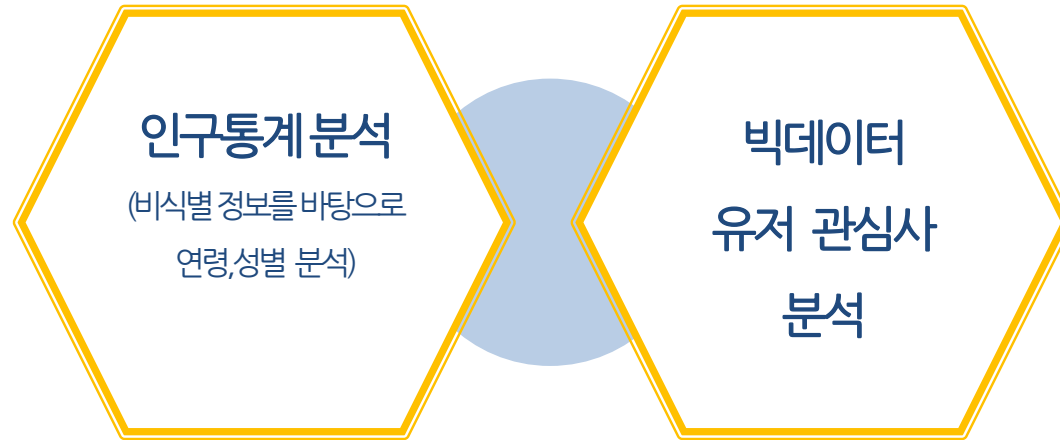 인구통계 분석
(비식별 정보를 바탕으로
연령,성별 분석)
빅데이터
유저 관심사
분석